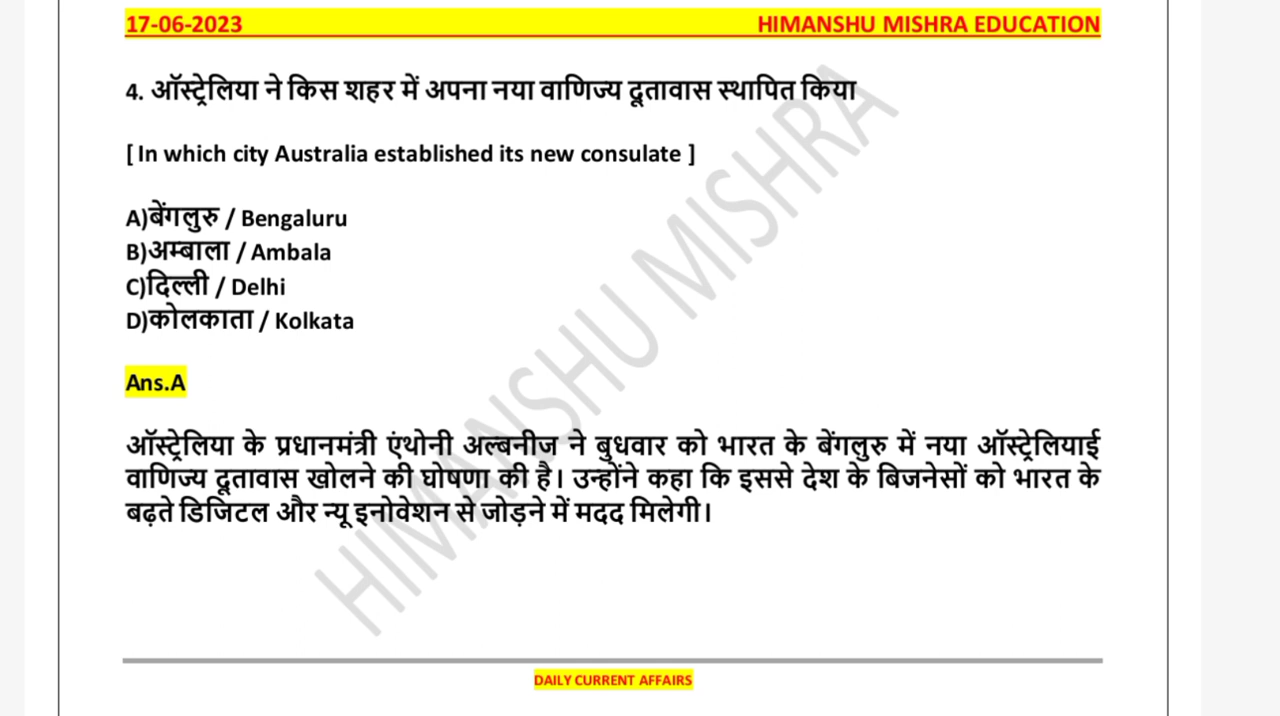 17-06-2023 HIMANSHU MISHRA EDUCATION
4. ऑस्ट्रेलिया ने किस शहर में अपना नया वाणिज्य दूतावास स्थापित किया
[ In which city Australia established its new consulate ]
A)बेंगलुरु / Bengaluru
B)अम्बाला / Ambala
C)दिल्ली / Delhi
D)कोलकाता / Kolkata
Ans.A
ऑस्ट्रेलिया के प्रधानमंत्री एंथोनी अल्बनीज ने बुधवार को भारत के बेंगलुरु में नया ऑस्ट्रेलियाई
वाणिज्य दूतावास खोलने की घोषणा की है। उन्होंने कहा कि इससे देश के बिजनेसों को भारत के
बढ़ते डिजिटल और न्यू इनोवेशन से जोड़ने में मदद मिलेगी।
HIMANSHU MISHRA
DAILY CURRENT AFFAIRS